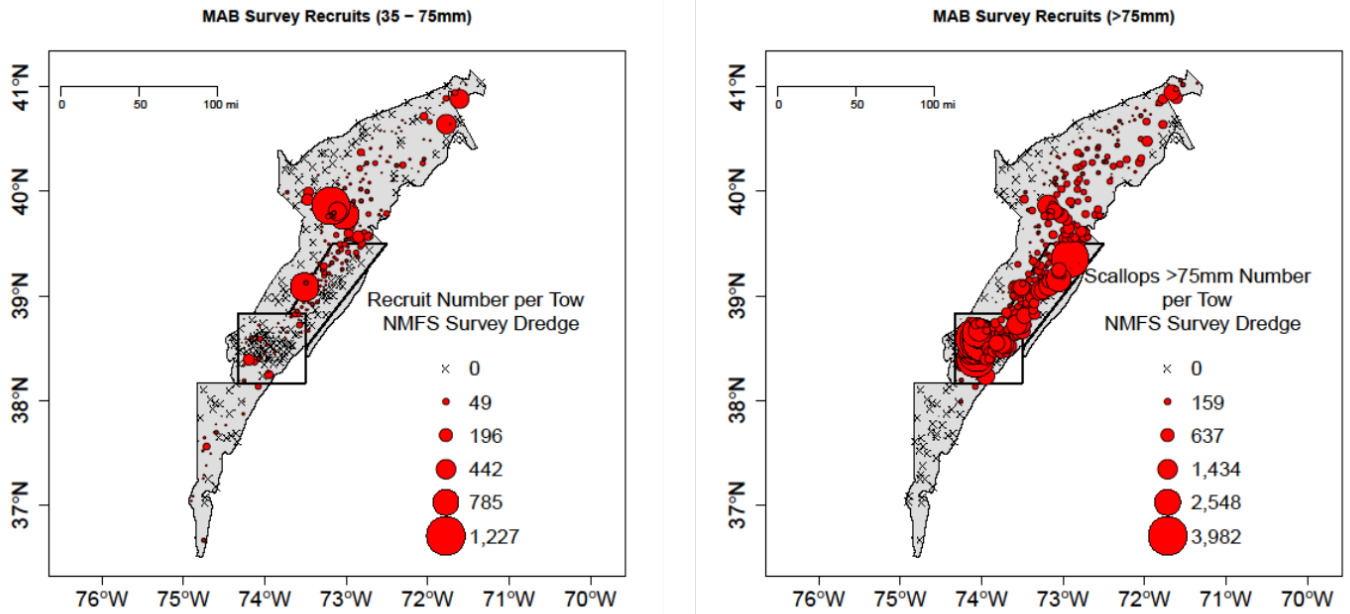 MAB Survey Recruits (35 – 75mm)
41°N
40°N
39°N
38°N
37°N
0 50 100 mi
Recruit Number per Tow
NMFS Survey Dredge
× 0
49
196
442
785
1,227
76°W 75°W 74°W 73°W 72°W 71°W 70°W
MAB Survey Recruits (>75mm)
41°N
40°N
39°N
38°N
37°N
0 50 100 mi
Scallops >75mm Number
per Tow
NMFS Survey Dredge
× 0
159
637
1,434
2,548
3,982
76°W 75°W 74°W 73°W 72°W 71°W 70°W